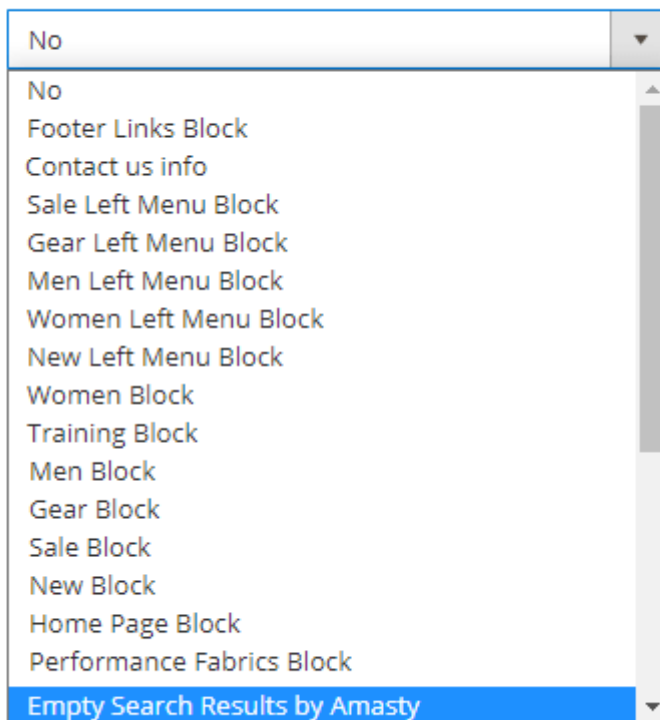 No
No
Footer Links Block
Contact us info
Sale Left Menu Block
Gear Left Menu Block
Men Left Menu Block
Women Left Menu Block
New Left Menu Block
Women Block
Training Block
Men Block
Gear Block
Sale Block
New Block
Home Page Block
Performance Fabrics Block
Empty Search Results by Amasty